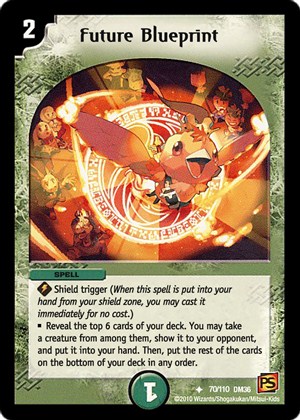 2
Future Blueprint
SPELL
Shield trigger (When this spell is put into your
hand from your shield zone, you may cast it
immediately for no cost.)
▪ Reveal the top 6 cards of your deck. You may take
a creature from among them, show it to your opponent,
and put it into your hand. Then, put the rest of the cards
on the bottom of your deck in any order.
1
70/110 DM36
©2010 Wizards/Shogakukan/Mitsui-Kids
PS